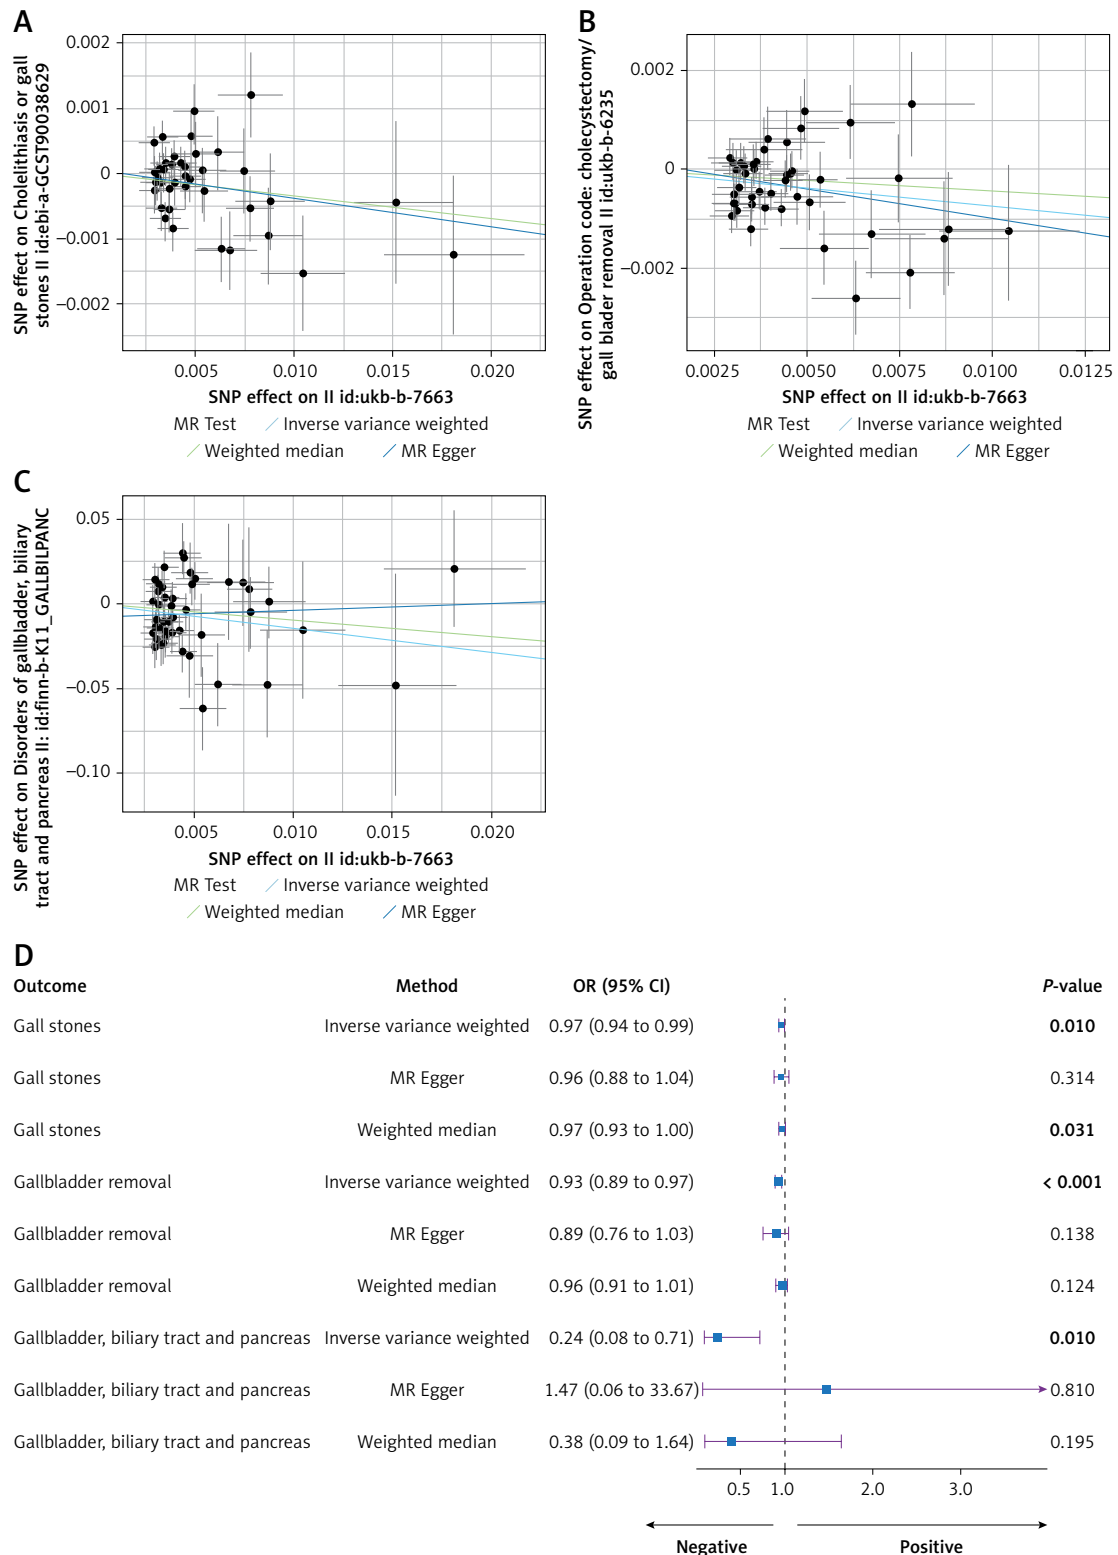 A
SNP effect on Cholelithiasis or gall
stones II id:ebi-a-GCST90038629
0.002
0.001
0
−0.001
−0.002
0.005 0.010 0.015 0.020
SNP effect on II id:ukb-b-7663
MR Test Inverse variance weighted
Weighted median MR Egger
B
SNP effect on Operation code: cholecystectomy/
gall blader removal II id:ukb-b-6235
0.002
0
−0.002
0.0025 0.0050 0.0075 0.0100 0.0125
SNP effect on II id:ukb-b-7663
MR Test Inverse variance weighted
Weighted median MR Egger
C
SNP effect on Disorders of gallbladder, biliary
tract and pancreas II: id:finn-b-K11_GALLBILPANC
0.05
0
−0.05
−0.10
0.005 0.010 0.015 0.020
SNP effect on II id:ukb-b-7663
MR Test Inverse variance weighted
Weighted median MR Egger
D
Outcome Method OR (95% CI) P-value
Gall stones Inverse variance weighted 0.97 (0.94 to 0.99) 0.010
Gall stones MR Egger 0.96 (0.88 to 1.04) 0.314
Gall stones Weighted median 0.97 (0.93 to 1.00) 0.031
Gallbladder removal Inverse variance weighted 0.93 (0.89 to 0.97) < 0.001
Gallbladder removal MR Egger 0.89 (0.76 to 1.03) 0.138
Gallbladder removal Weighted median 0.96 (0.91 to 1.01) 0.124
Gallbladder, biliary tract and pancreas Inverse variance weighted 0.24 (0.08 to 0.71) 0.010
Gallbladder, biliary tract and pancreas MR Egger 1.47 (0.06 to 33.67) 0.810
Gallbladder, biliary tract and pancreas Weighted median 0.38 (0.09 to 1.64) 0.195
0.5 1.0 2.0 3.0
Negative Positive